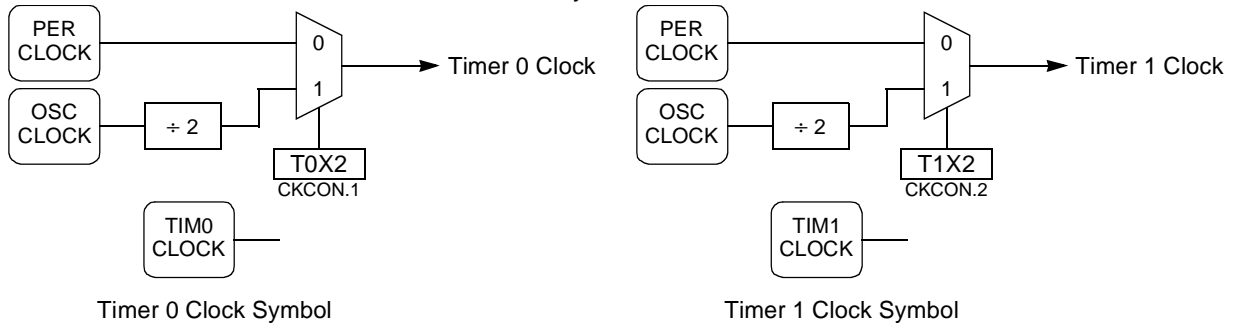 PER
CLOCK
0
1
Timer 0 Clock
OSC
CLOCK
÷ 2
T0X2
CKCON.1
TIM0
CLOCK
Timer 0 Clock Symbol
PER
CLOCK
0
1
Timer 1 Clock
OSC
CLOCK
÷ 2
T1X2
CKCON.2
TIM1
CLOCK
Timer 1 Clock Symbol